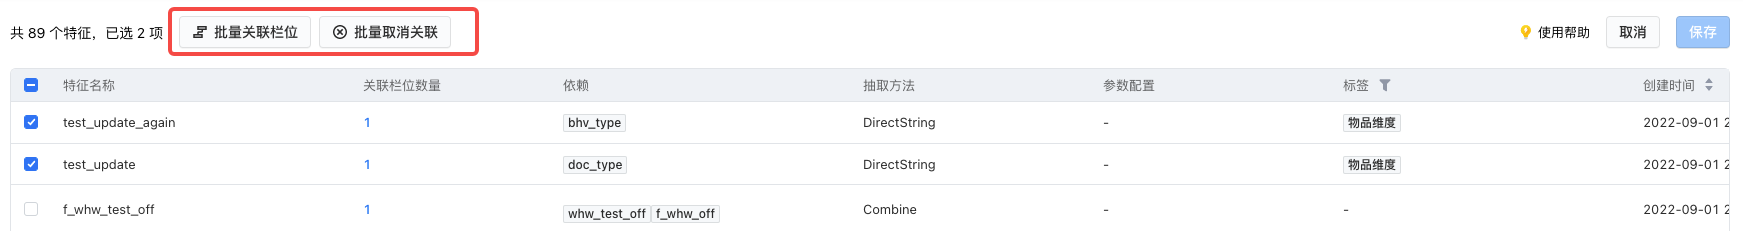 共 89 个特征，已选 2 项 批量关联栏位 批量取消关联 使用帮助 取消 保存
特征名称 关联栏位数量 依赖 抽取方法 参数配置 标签 创建时间
test_update_again 1 bhv_type DirectString - 物品维度 2022-09-01
test_update 1 doc_type DirectString - 物品维度 2022-09-01
f_whw_test_off 1 whw_test_off f_whw_off Combine - - 2022-09-01